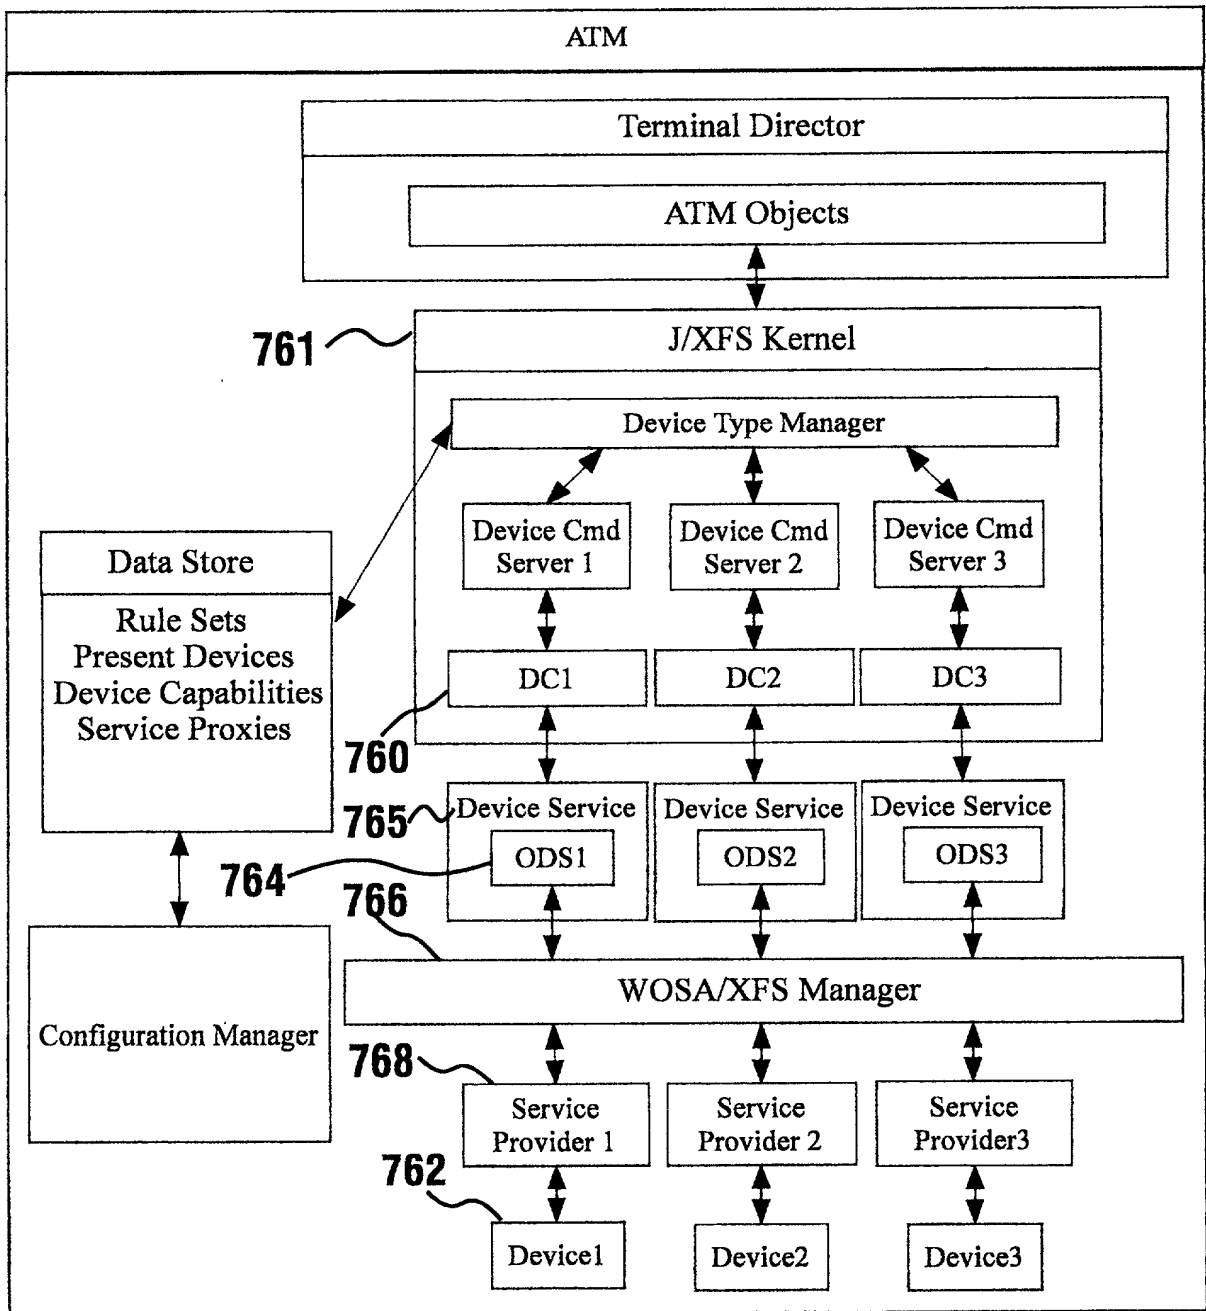 ATM
Terminal Director
ATM Objects
761
J/XFS Kernel
Device Type Manager
Device Cmd
Server 1
Device Cmd
Server 2
Device Cmd
Server 3
Data Store
Rule Sets
Present Devices
Device Capabilities
Service Proxies
DC1
DC2
DC3
760
765
Device Service
ODS1
Device Service
ODS2
Device Service
ODS3
764
766
WOSA/XFS Manager
Configuration Manager
768
Service
Provider 1
Service
Provider 2
Service
Provider3
762
Device1
Device2
Device3